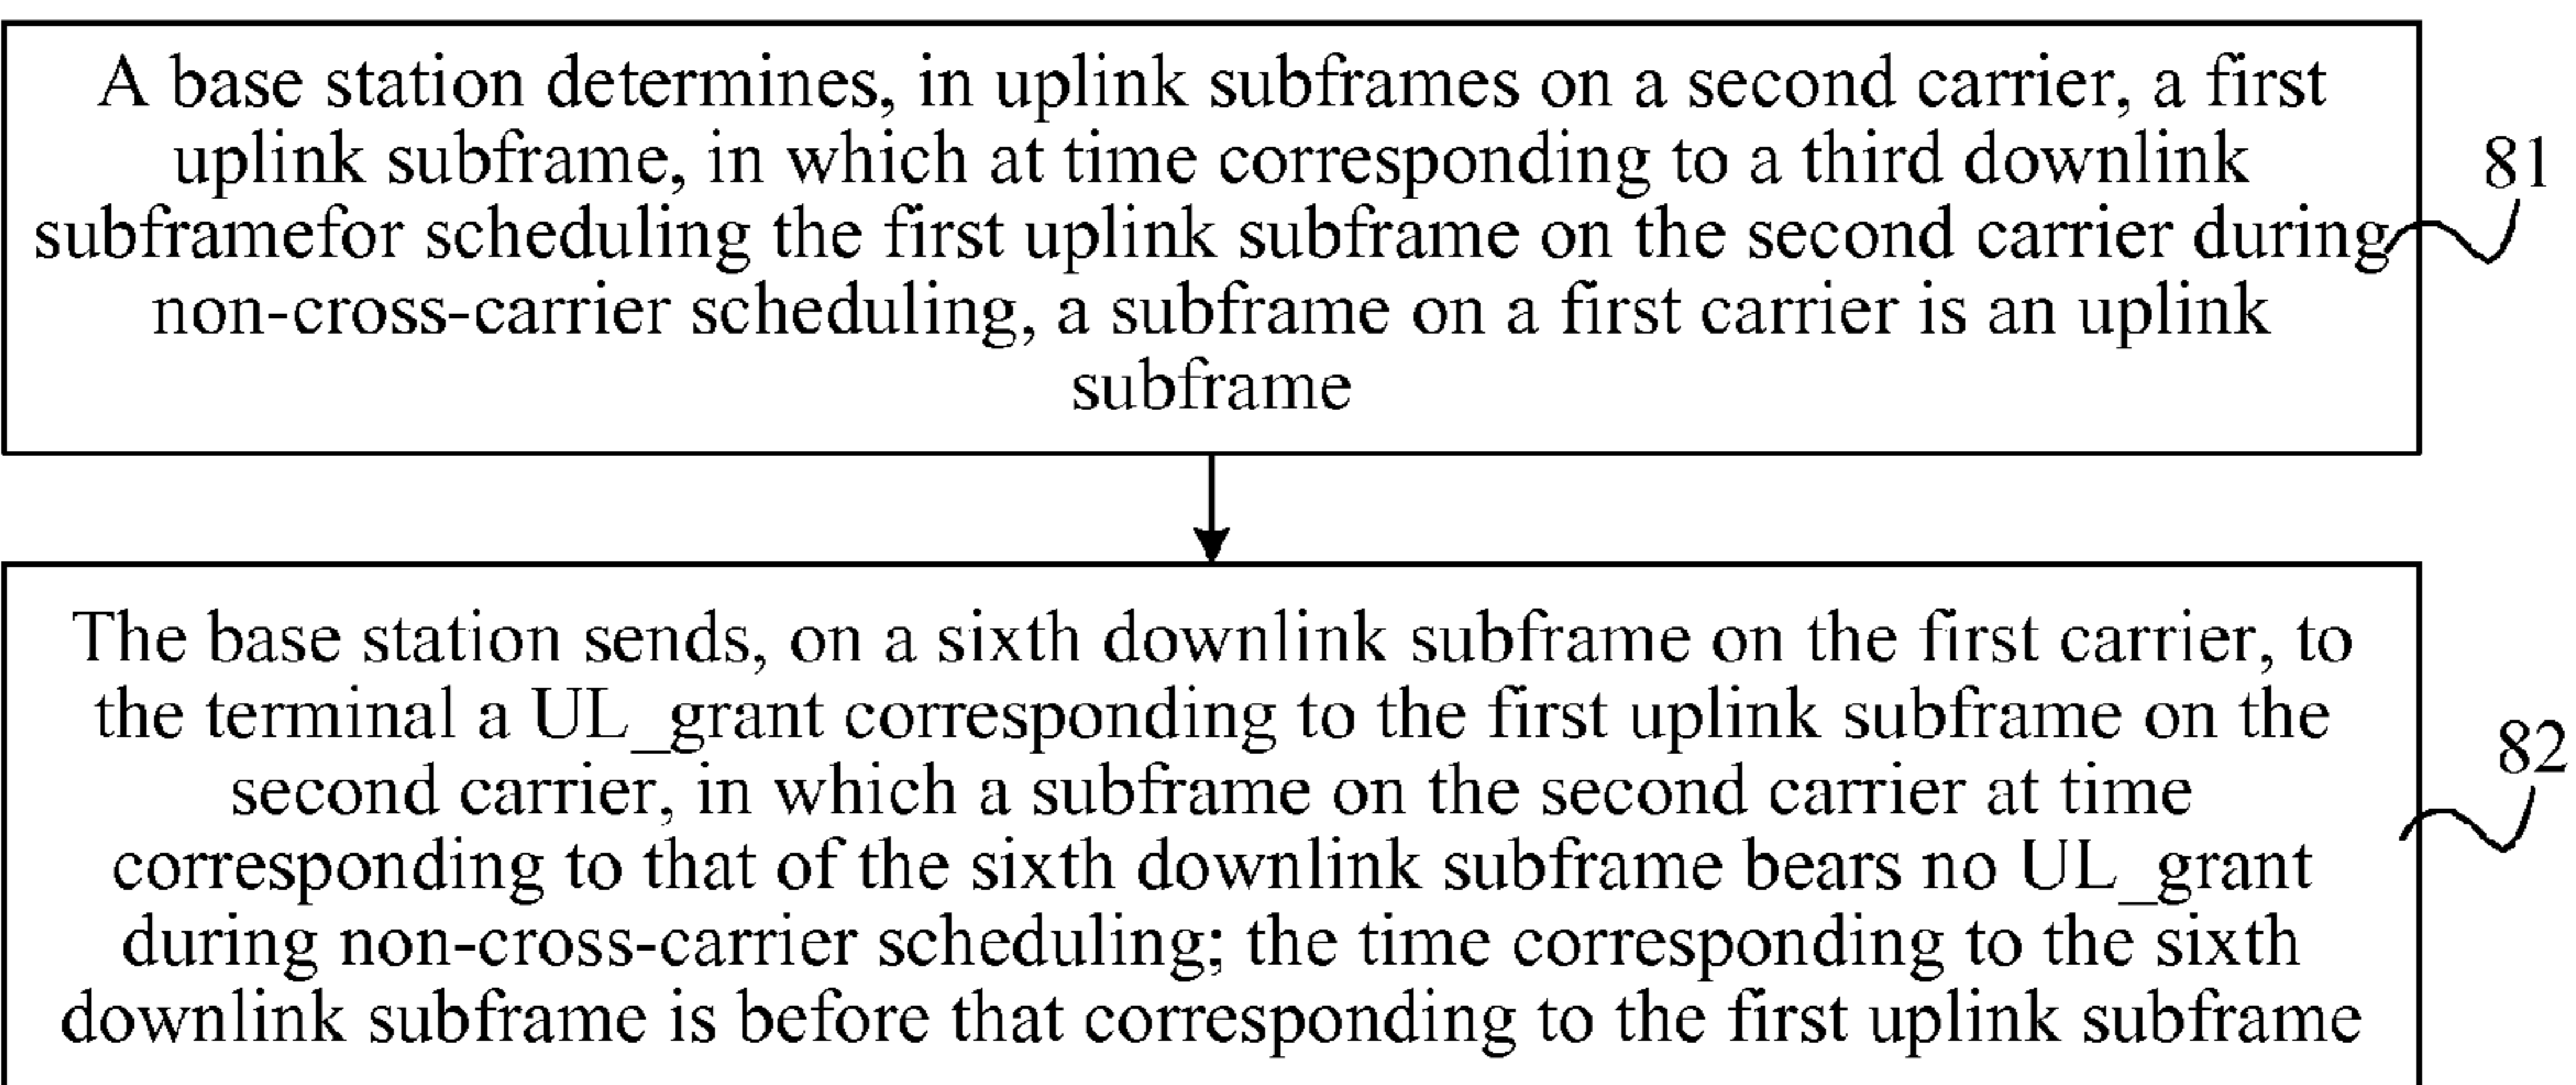 A base station determines, in uplink subframes on a second carrier, a first
uplink subframe, in which at time corresponding to a third downlink
subframefor scheduling the first uplink subframe on the second carrier during
non-cross-carrier scheduling, a subframe on a first carrier is an uplink
subframe
81
The base station sends, on a sixth downlink subframe on the first carrier, to
the terminal a UL_grant corresponding to the first uplink subframe on the
second carrier, in which a subframe on the second carrier at time
corresponding to that of the sixth downlink subframe bears no UL_grant
during non-cross-carrier scheduling; the time corresponding to the sixth
downlink subframe is before that corresponding to the first uplink subframe
82